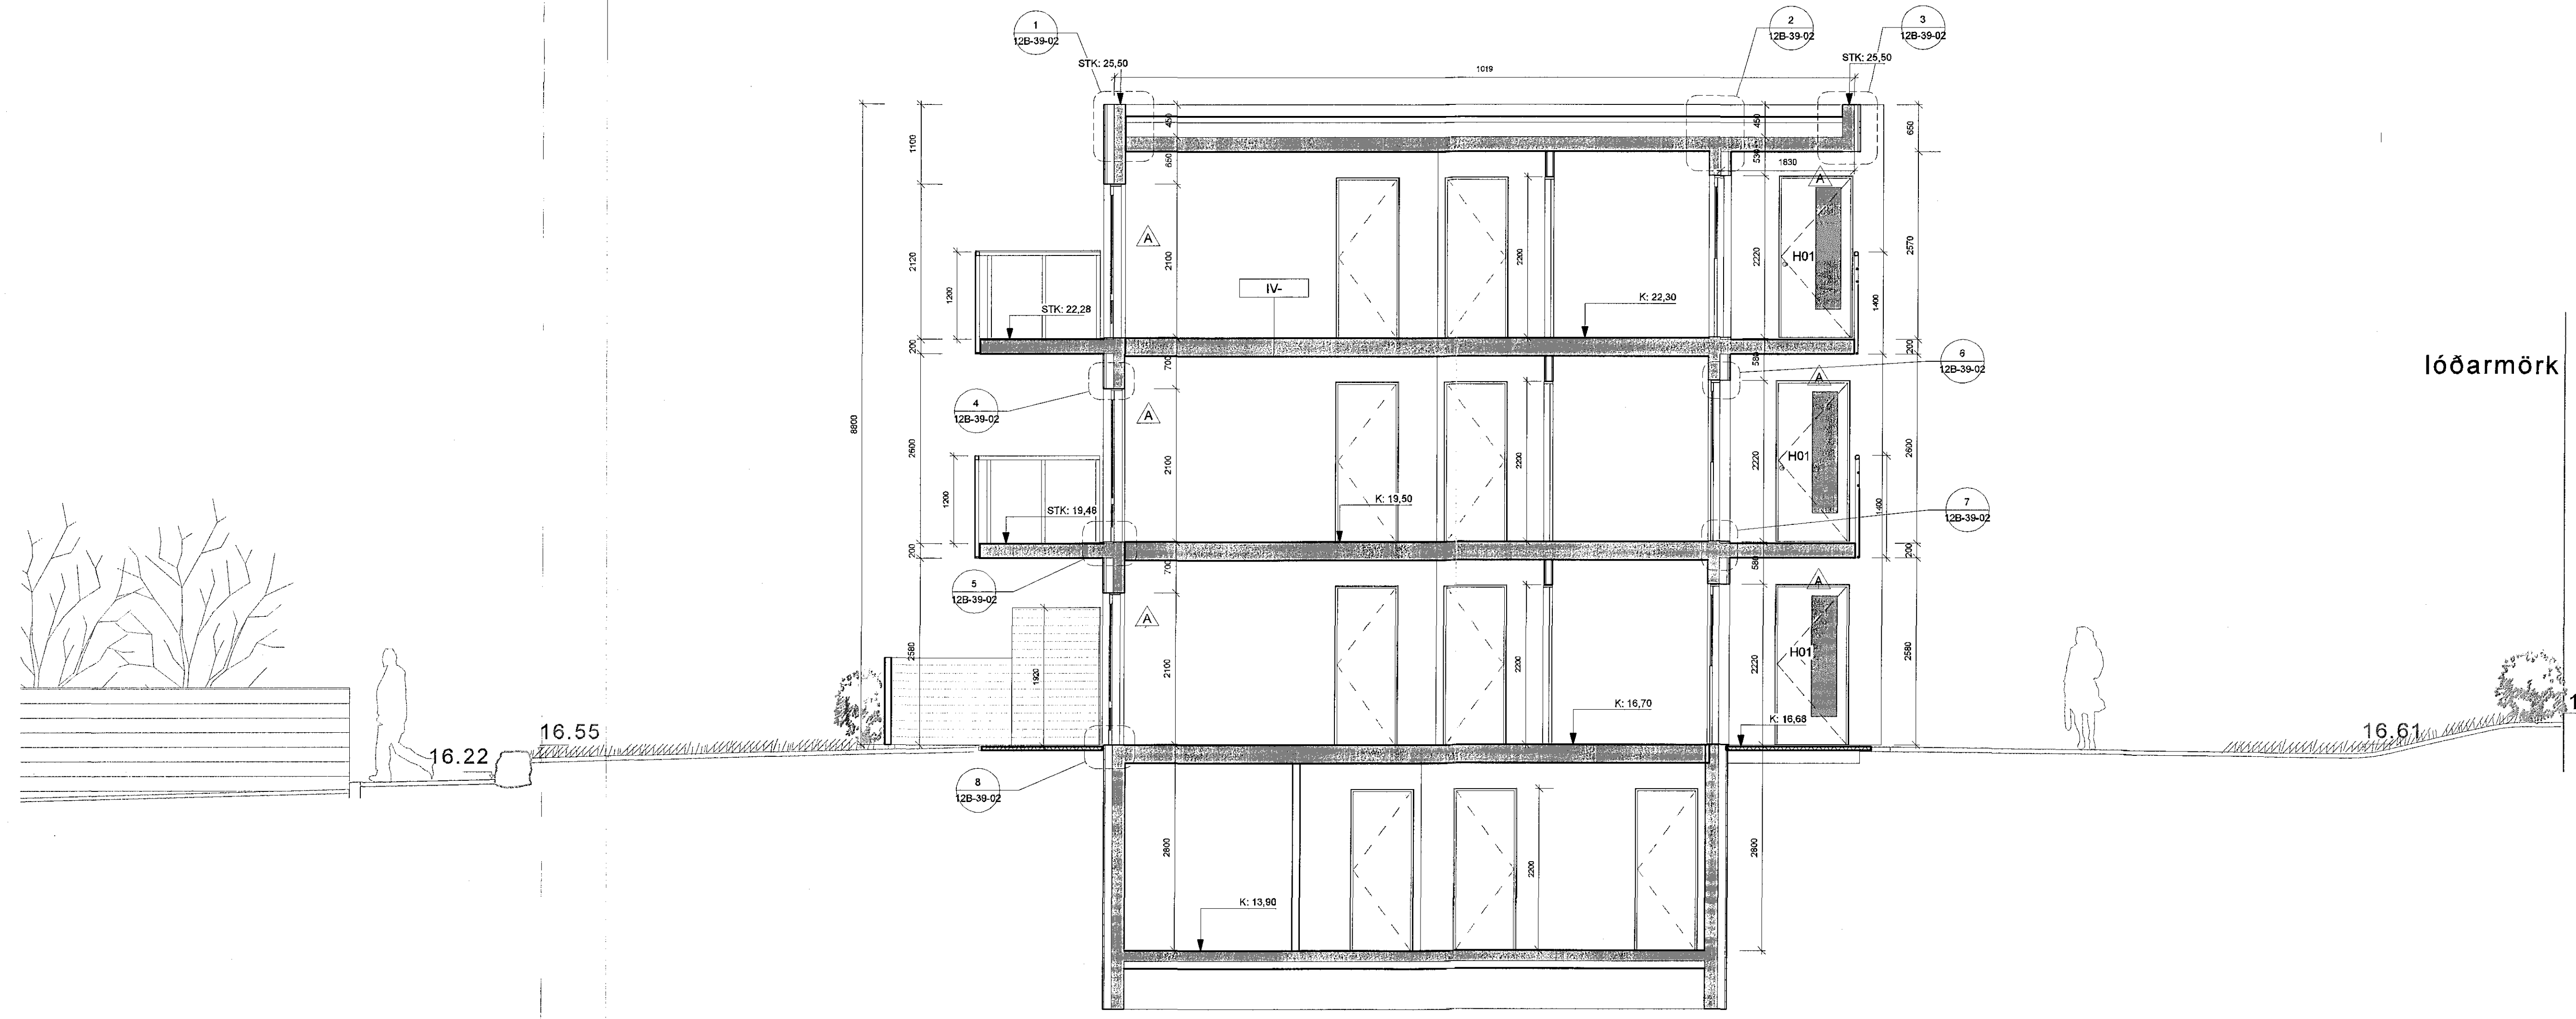 1
12B-39-02
2
12B-39-02
3
12B-39-02
STK: 25,50
1019
STK: 25,50
1100
450
650
450
530
1630
650
A
A
2120
2100
2200
2220
H01
2570
1200
IV-
STK: 22,28
K: 22,30
1400
200
700
580
200
6
12B-39-02
lóðarmörk
4
12B-39-02
A
A
8800
2600
2100
2200
2220
H01
2600
1200
STK: 19,48
K: 19,50
1400
7
12B-39-02
200
700
580
200
5
12B-39-02
A
A
2580
1920
2100
2200
2220
H01
2580
K: 16,70
K: 16,68
16.55
16.22
16.61
8
12B-39-02
2800
2200
2800
K: 13,90